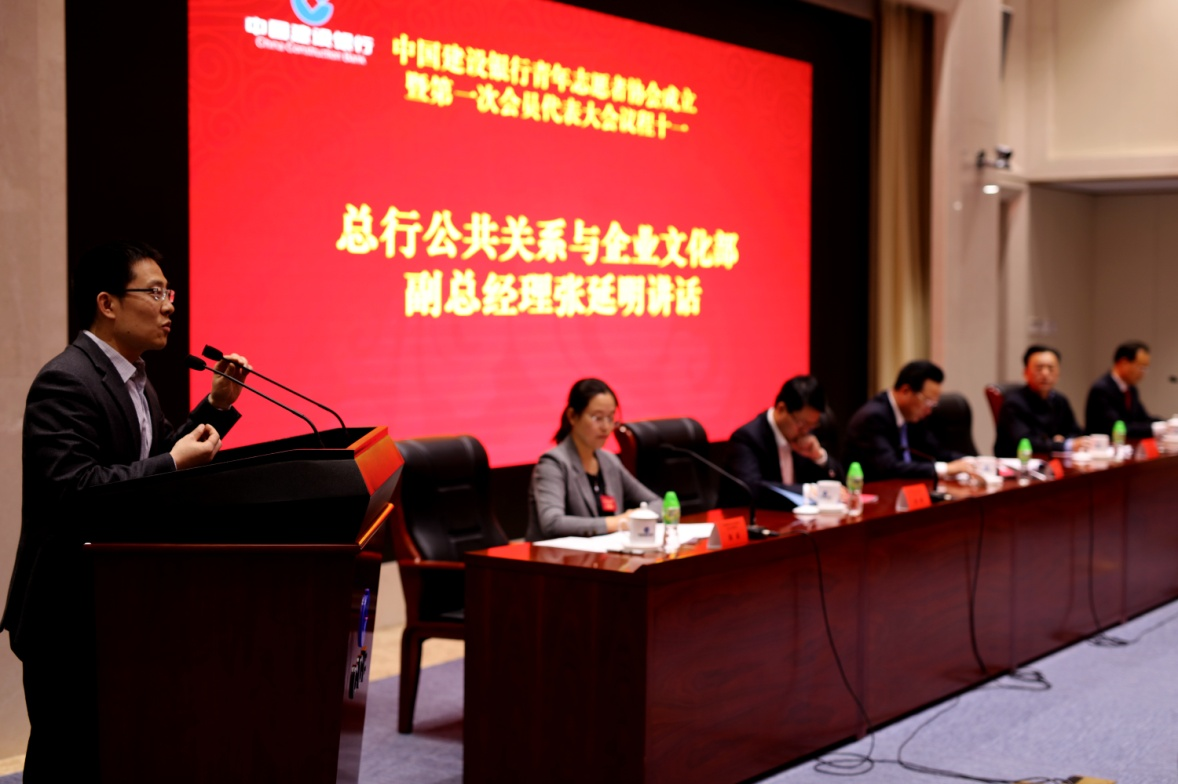 中国建设银行
China Construction Bank
中国建设银行青年志愿者协会成立
暨第一次会员代表大会议程十一
总行公共关系与企业文化部
副总经理张延明讲话